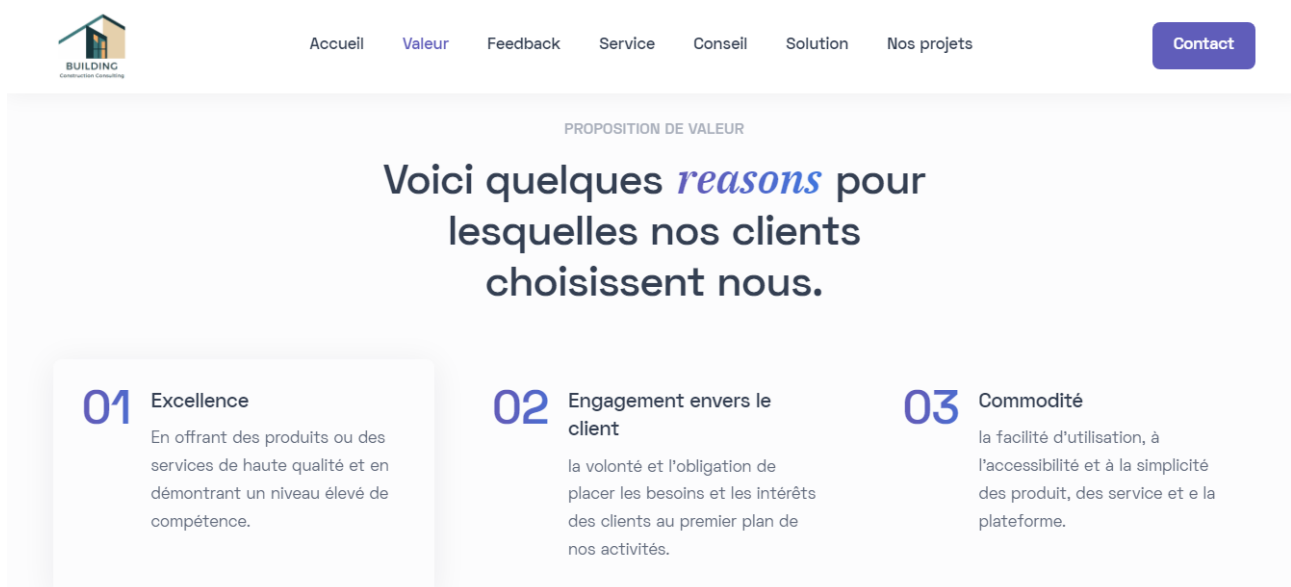 BUILDING
Construction Consulting
Accueil Valeur Feedback Service Conseil Solution Nos projets Contact
PROPOSITION DE VALEUR
Voici quelques reasons pour
lesquelles nos clients
choisissent nous.
01 Excellence
En offrant des produits ou des
services de haute qualité et en
démontrant un niveau élevé de
compétence.
02 Engagement envers le
client
la volonté et l'obligation de
placer les besoins et les intérêts
des clients au premier plan de
nos activités.
03 Commodité
la facilité d'utilisation, à
l'accessibilité et à la simplicité
des produit, des service et e la
plateforme.